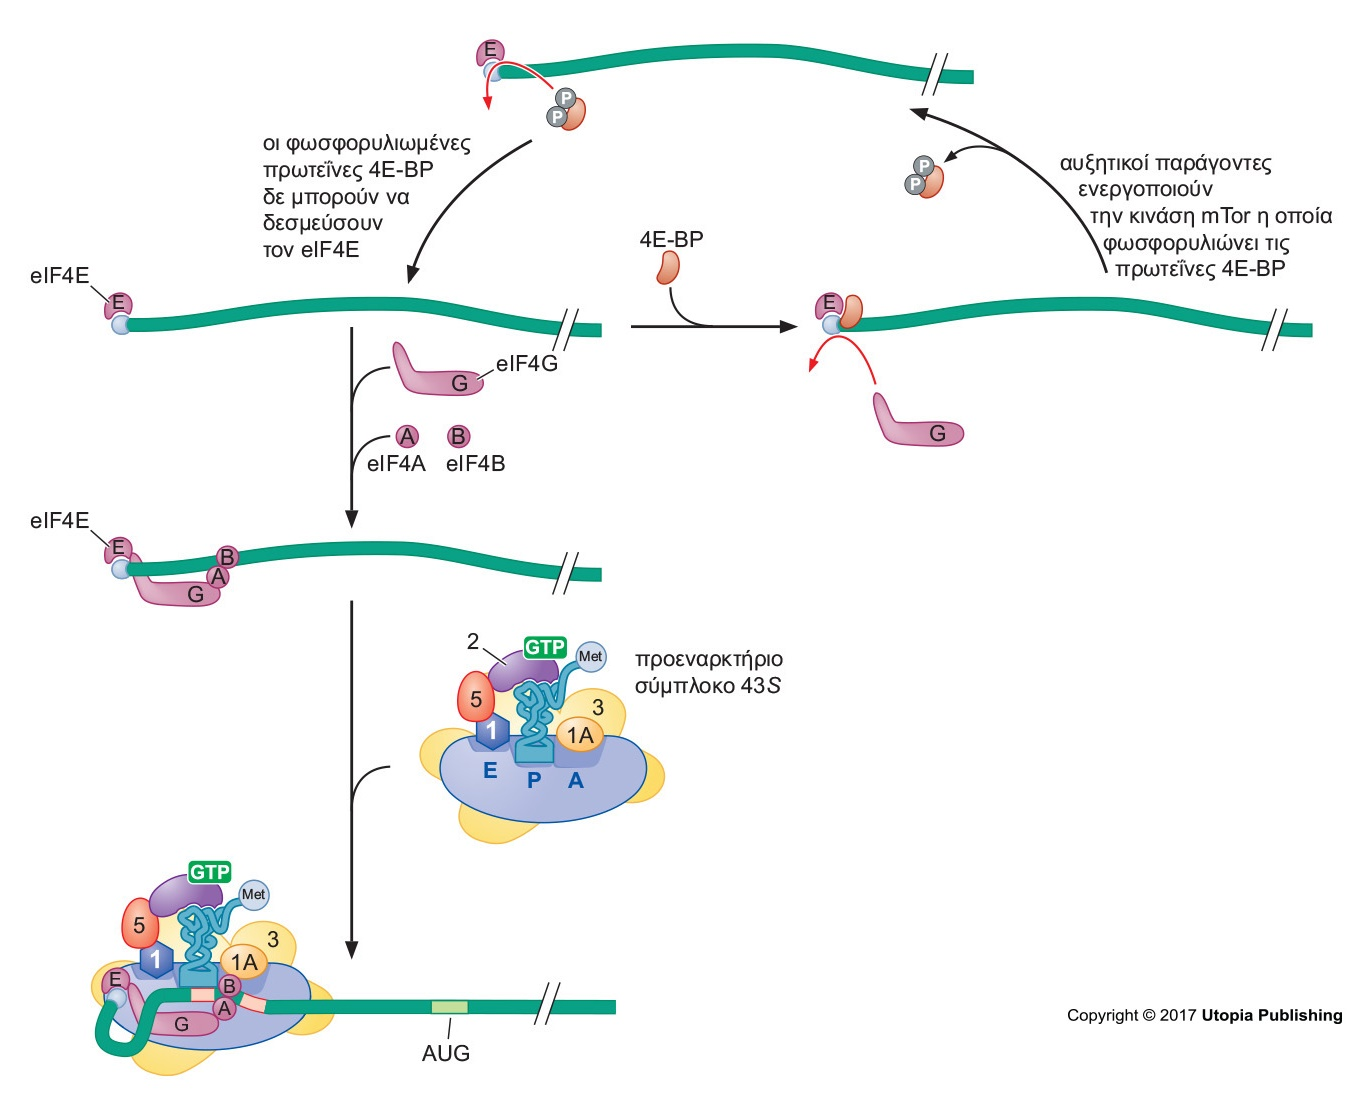 E
P
P
οι φωσφορυλιωμένες
πρωτεΐνες 4E-BP
δε μπορούν να
δεσμεύσουν
τον eIF4E
P
P
αυξητικοί παράγοντες
ενεργοποιούν
την κινάση mTor η οποία
φωσφορυλιώνει τις
πρωτεΐνες 4E-BP
4E-BP
eIF4E
E
E
eIF4G
G
G
A
B
eIF4A
eIF4B
eIF4E
E
B
A
G
2
GTP
Met
προεναρκτήριο
σύμπλοκο 43S
5
3
1
1A
E
P
A
GTP
Met
5
3
1
1A
E
B
A
G
AUG
Copyright © 2017 Utopia Publishing